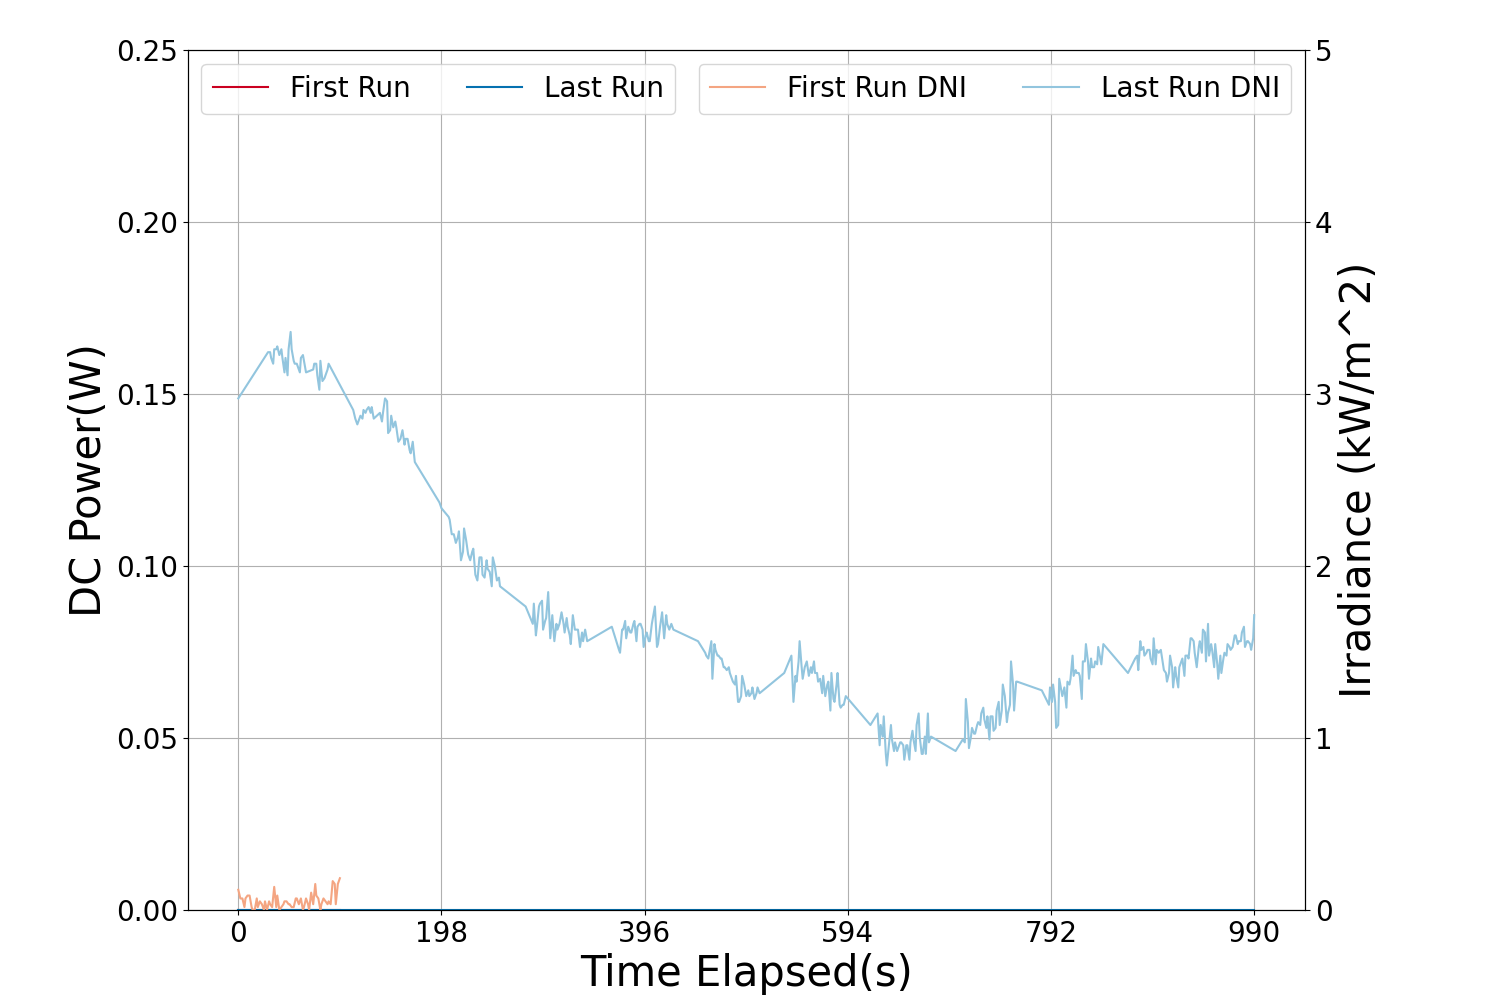 First Run
Last Run
First Run DNI
Last Run DNI
DC Power(W)
0.25
0.20
0.15
0.10
0.05
0.00
5
4
3
2
1
0
Irradiance (kW/m^2)
0 198 396 594 792 990
Time Elapsed(s)